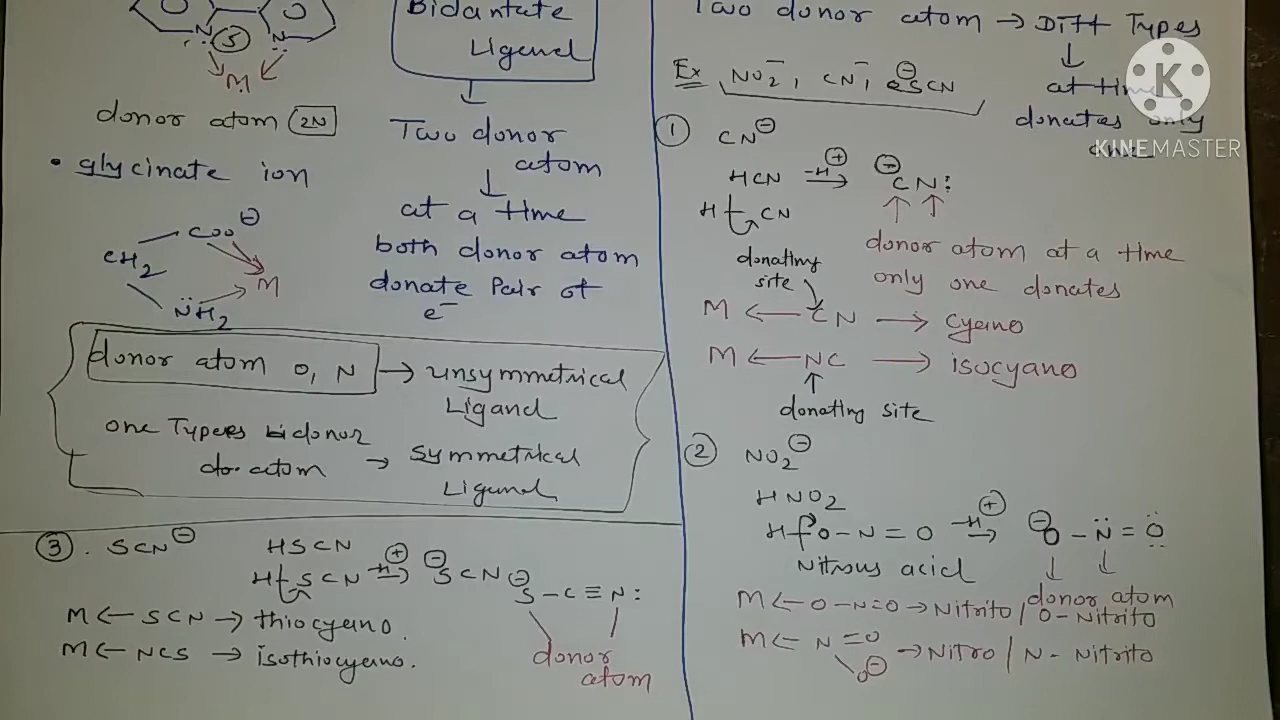 N: (S) N
M
donor atom (2N)
• glycinate ion
CH2 — COO⊖
M
N̈H2
Bidantate
Ligand
Two donor
atom
at a time
both donor atom
donate Pair of
e⁻
donor atom O, N → unsymmetrical
Ligand
one Types donor
atom → symmetrical
Ligand
③. SCN⊖
HSCN
H SCN -H⊕ ⇒ ⊖SCN
⊖S – C ≡ N:
donor
atom
M ← SCN → thiocyano.
M ← NCS → isothiocyano.
Two donor atom → Diff Types
at time
donates only
one
Ex NO2⁻, CN⁻, ⊖SCN
① CN⊖
HCN -H⊕ ⇒ ⊖CN:
H CN
donor atom at a time
only one donates
donating
site
M ← CN → Cyano
M ← NC → isocyano
donating site
② NO2⊖
HNO2
H O – N = O -H⊕ ⇒ ⊖O – N̈ = O
Nitrous acid
donor atom
M ← O – N = O → Nitrito / O – Nitrito
M ← N = O
O⊖
→ Nitro / N – Nitrito
K
KINEMASTER